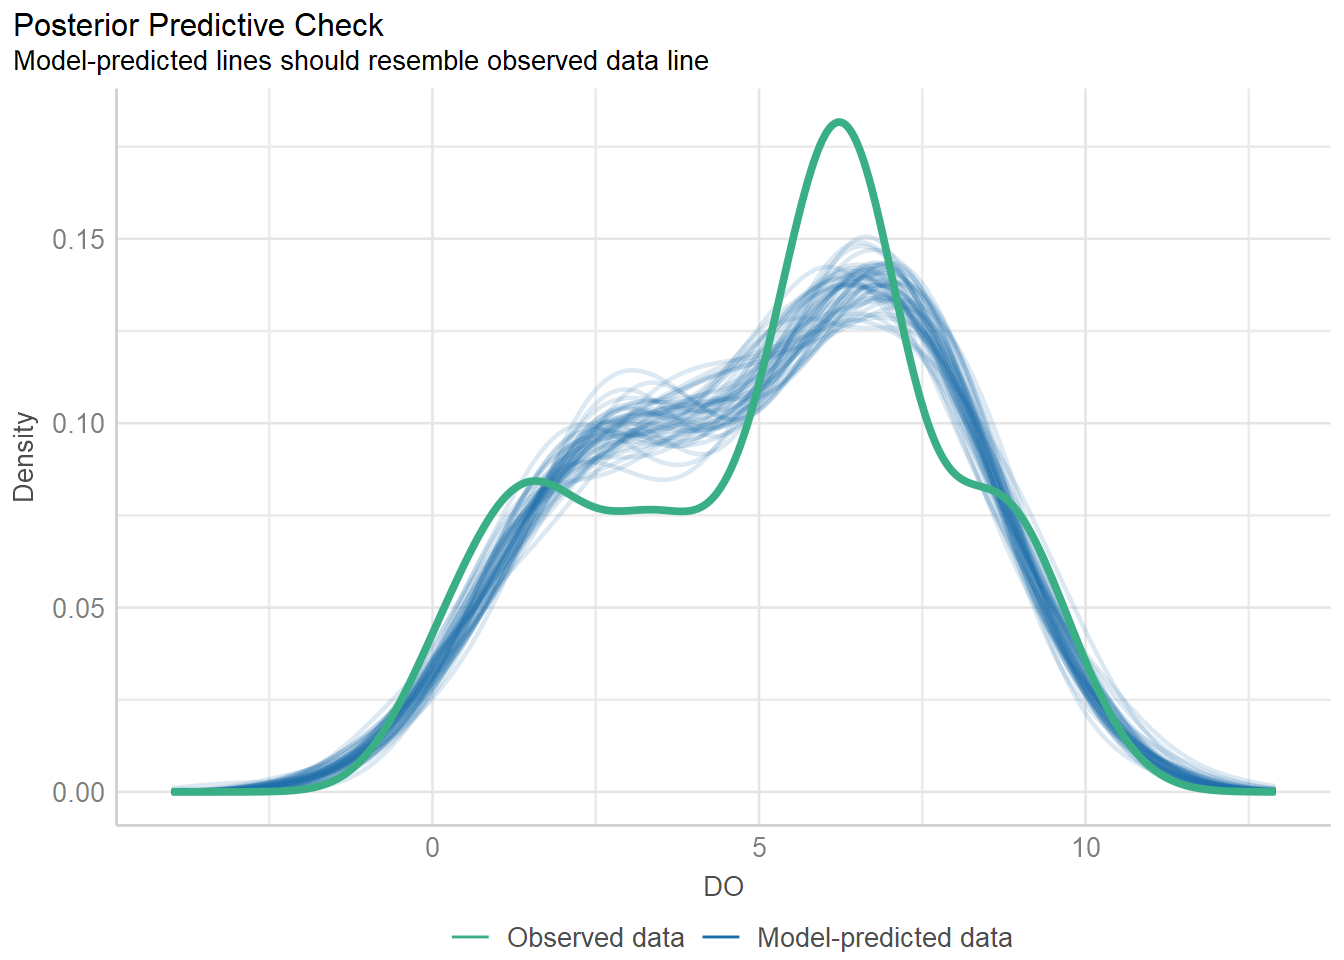 Posterior Predictive Check
Model-predicted lines should resemble observed data line
0.15
0.10
0.05
0.00
Density
0
5
10
DO
Observed data
Model-predicted data